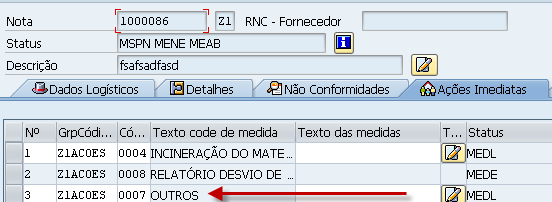 Nota 1000086 Z1 RNC - Fornecedor
Status MSPN MENE MEAB
Descrição fsafsadfasd
Dados Logísticos Detalhes Não Conformidades Ações Imediatas
Nº GrpCódi... Có... Texto code de medida Texto das medidas T... Status
1 Z1ACOES 0004 INCINERAÇÃO DO MATE... MEDL
2 Z1ACOES 0008 RELATÓRIO DESVIO DE ... MEDE
3 Z1ACOES 0007 OUTROS MEDL